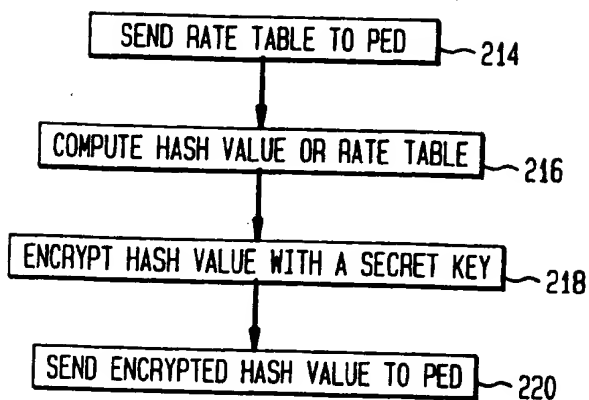 SEND RATE TABLE TO PED
214
COMPUTE HASH VALUE OR RATE TABLE
216
ENCRYPT HASH VALUE WITH A SECRET KEY
218
SEND ENCRYPTED HASH VALUE TO PED
220